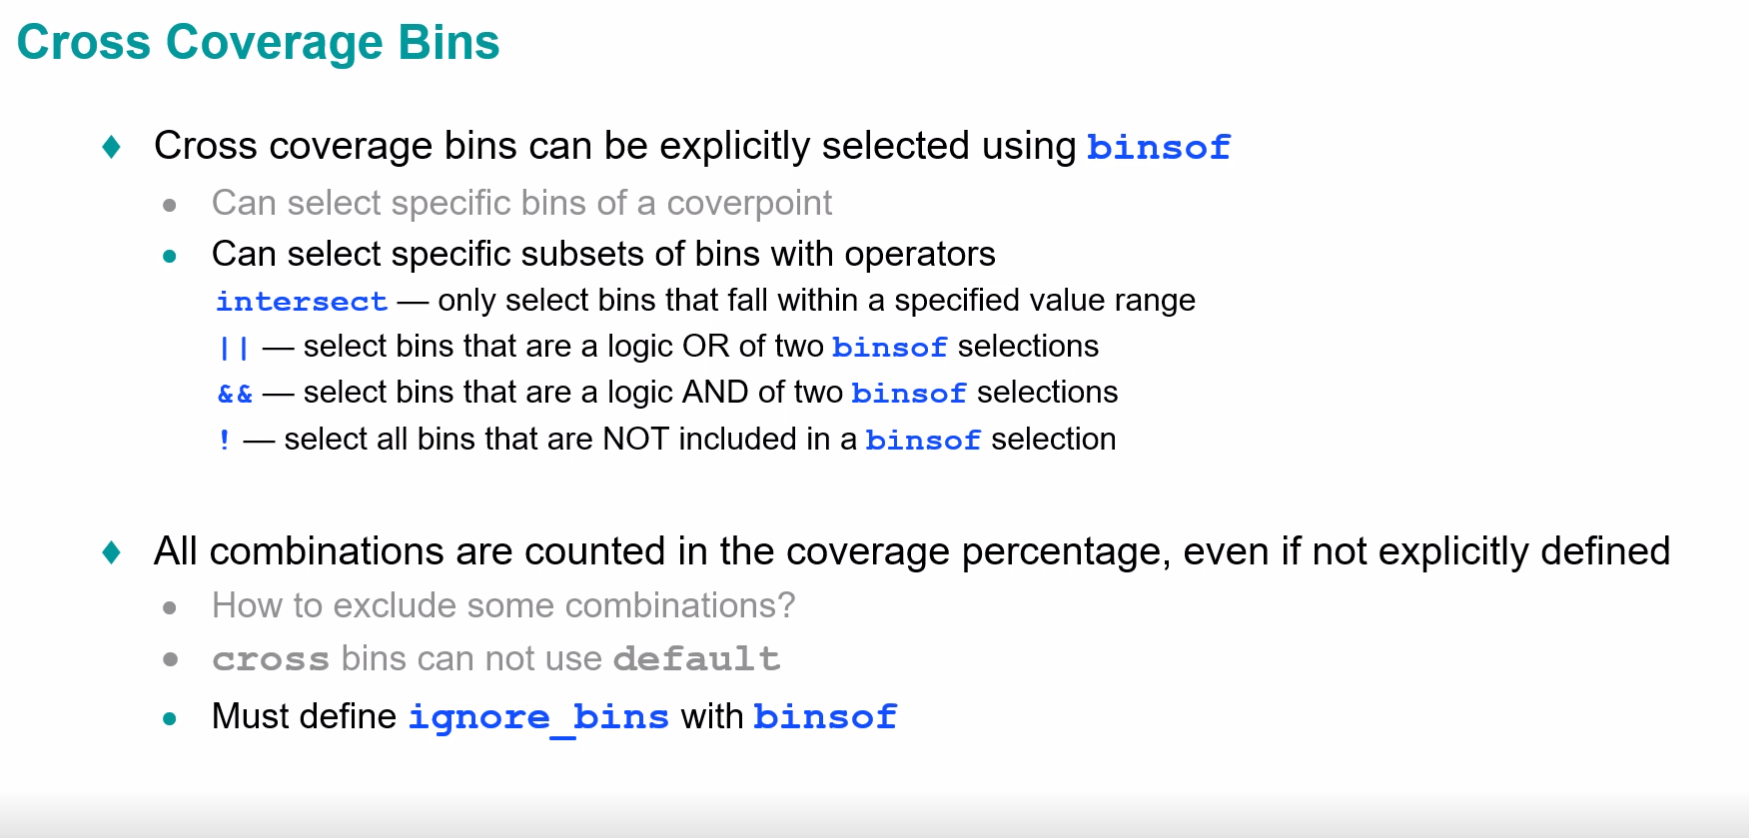 Cross Coverage Bins
Cross coverage bins can be explicitly selected using binsof
Can select specific bins of a coverpoint
Can select specific subsets of bins with operators
intersect — only select bins that fall within a specified value range
|| — select bins that are a logic OR of two binsof selections
&& — select bins that are a logic AND of two binsof selections
! — select all bins that are NOT included in a binsof selection
All combinations are counted in the coverage percentage, even if not explicitly defined
How to exclude some combinations?
cross bins can not use default
Must define ignore_bins with binsof